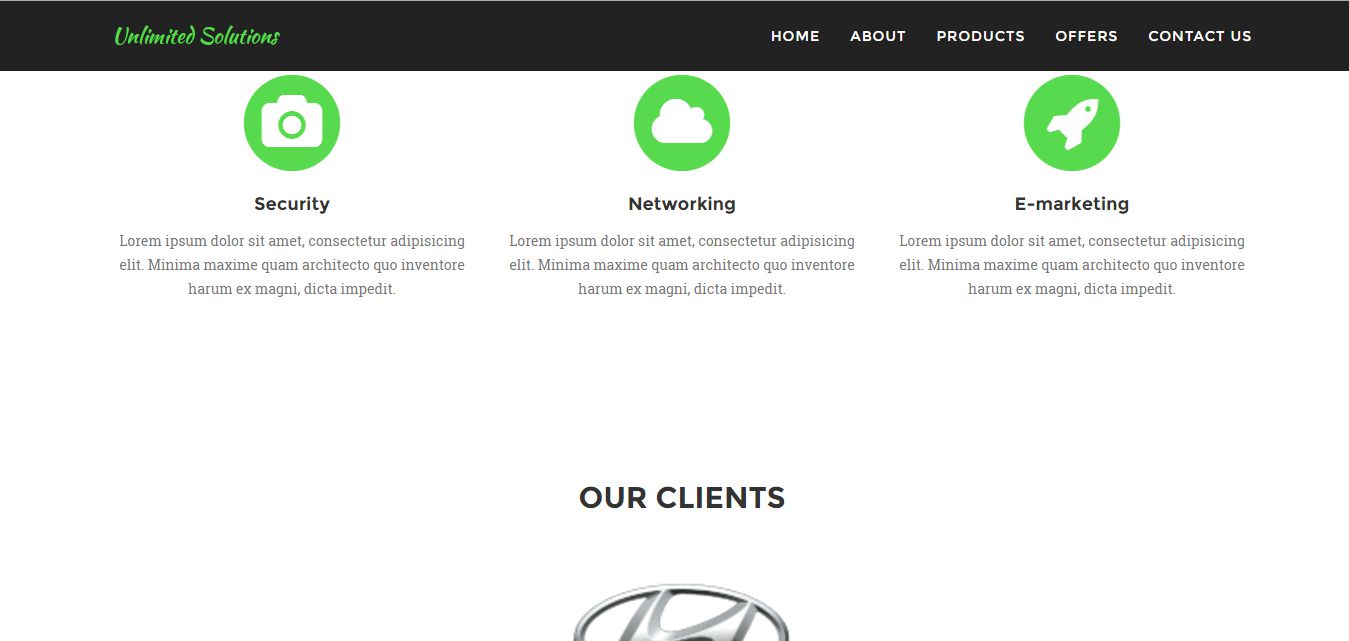 Unlimited Solutions
HOME ABOUT PRODUCTS OFFERS CONTACT US
Security
Lorem ipsum dolor sit amet, consectetur adipisicing
elit. Minima maxime quam architecto quo inventore
harum ex magni, dicta impedit.
Networking
Lorem ipsum dolor sit amet, consectetur adipisicing
elit. Minima maxime quam architecto quo inventore
harum ex magni, dicta impedit.
E-marketing
Lorem ipsum dolor sit amet, consectetur adipisicing
elit. Minima maxime quam architecto quo inventore
harum ex magni, dicta impedit.
OUR CLIENTS